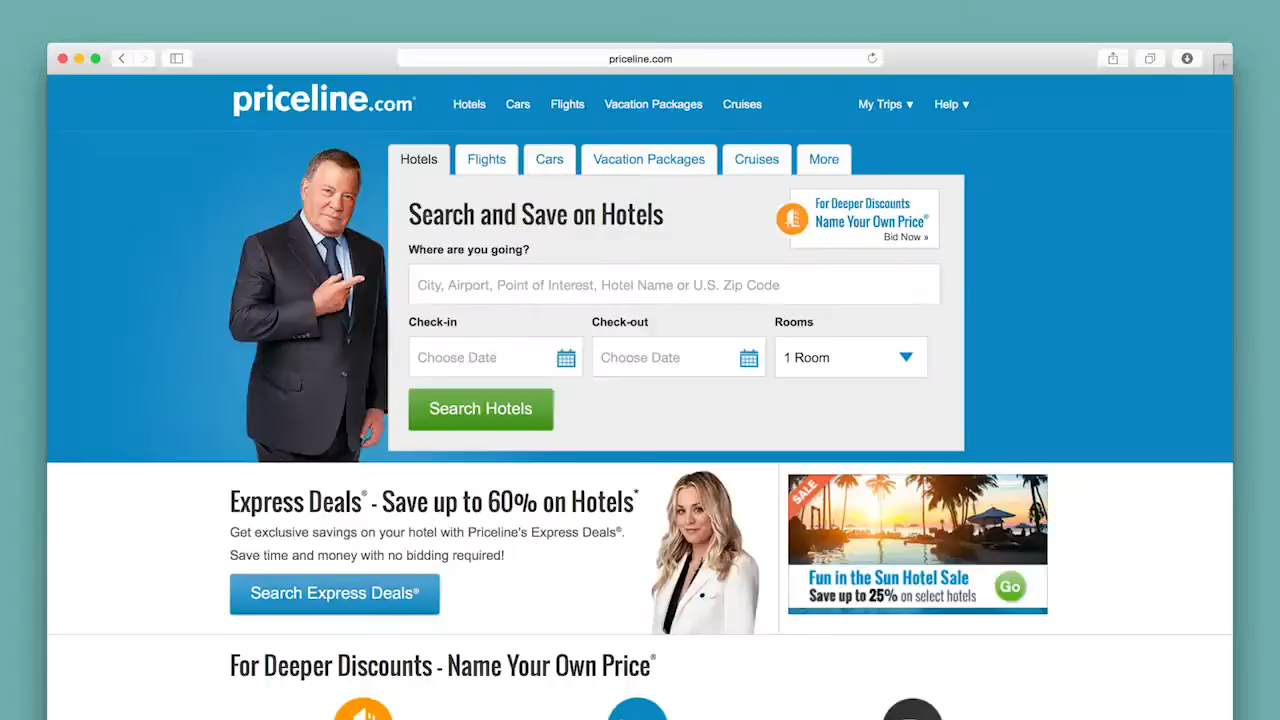 priceline.com
priceline.com®
Hotels Cars Flights Vacation Packages Cruises My Trips ▾ Help ▾
Hotels Flights Cars Vacation Packages Cruises More
Search and Save on Hotels
For Deeper Discounts
Name Your Own Price®
Bid Now »
Where are you going?
City, Airport, Point of Interest, Hotel Name or U.S. Zip Code
Check-in Check-out Rooms
Choose Date Choose Date 1 Room
Search Hotels
Express Deals® - Save up to 60% on Hotels*
Get exclusive savings on your hotel with Priceline's Express Deals®.
Save time and money with no bidding required!
Search Express Deals®
SALE
Fun in the Sun Hotel Sale
Save up to 25% on select hotels
Go
For Deeper Discounts - Name Your Own Price®